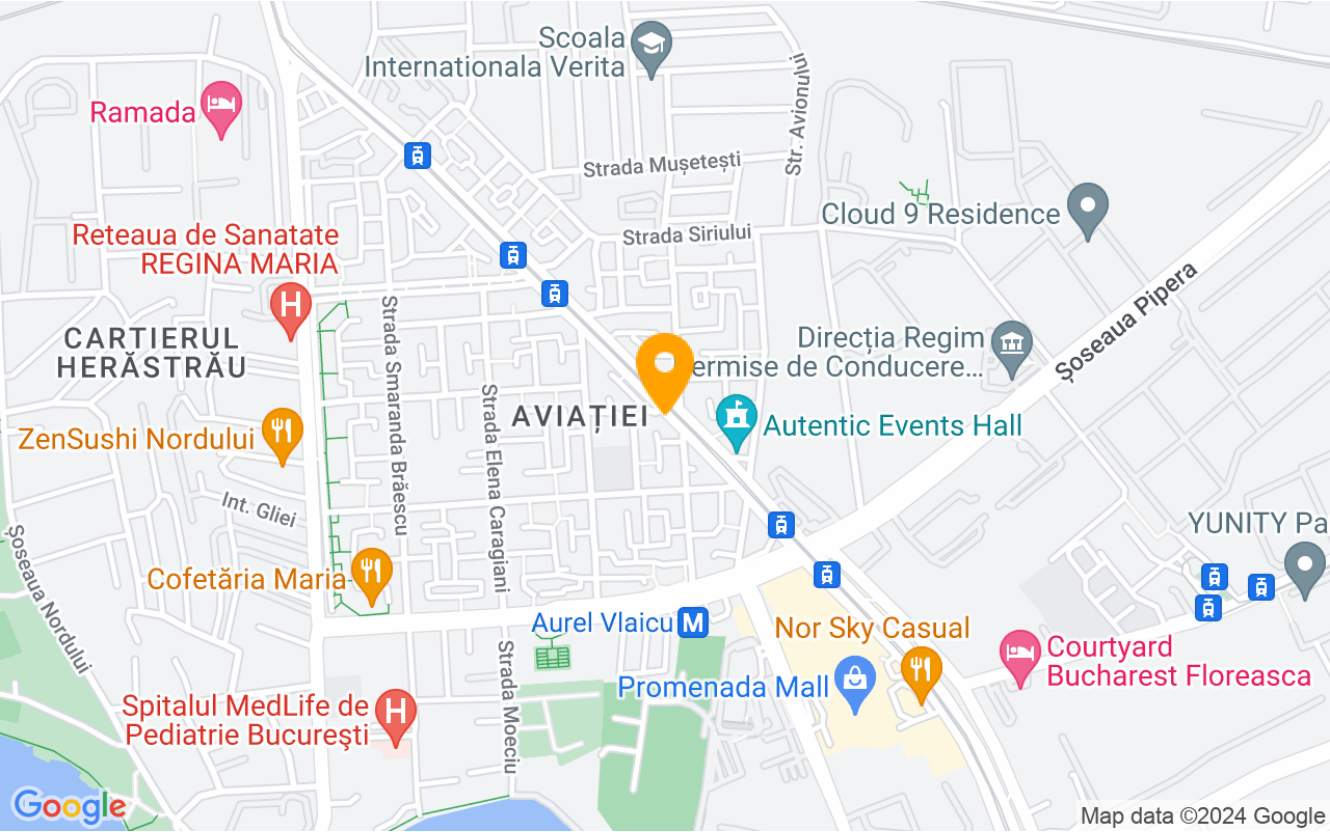 Scoala
Internationala Verita
Ramada
Str. Avionului
Strada Mușetești
Cloud 9 Residence
Reteaua de Sanatate
REGINA MARIA
Strada Siriului
Șoseaua Pipera
CARTIERUL
HERĂSTRĂU
Strada Smaranda Brăescu
Direcția Regim
ermise de Conducere...
Strada Elena Caragiani
AVIAȚIEI
Autentic Events Hall
ZenSushi Nordului
Int. Gliei
Șoseaua Nordului
YUNITY Pa
Cofetăria Maria
Aurel Vlaicu M
Nor Sky Casual
Strada Moeciu
Courtyard
Bucharest Floreasca
Promenada Mall
Spitalul MedLife de
Pediatrie Bucureşti
Google
Map data ©2024 Google